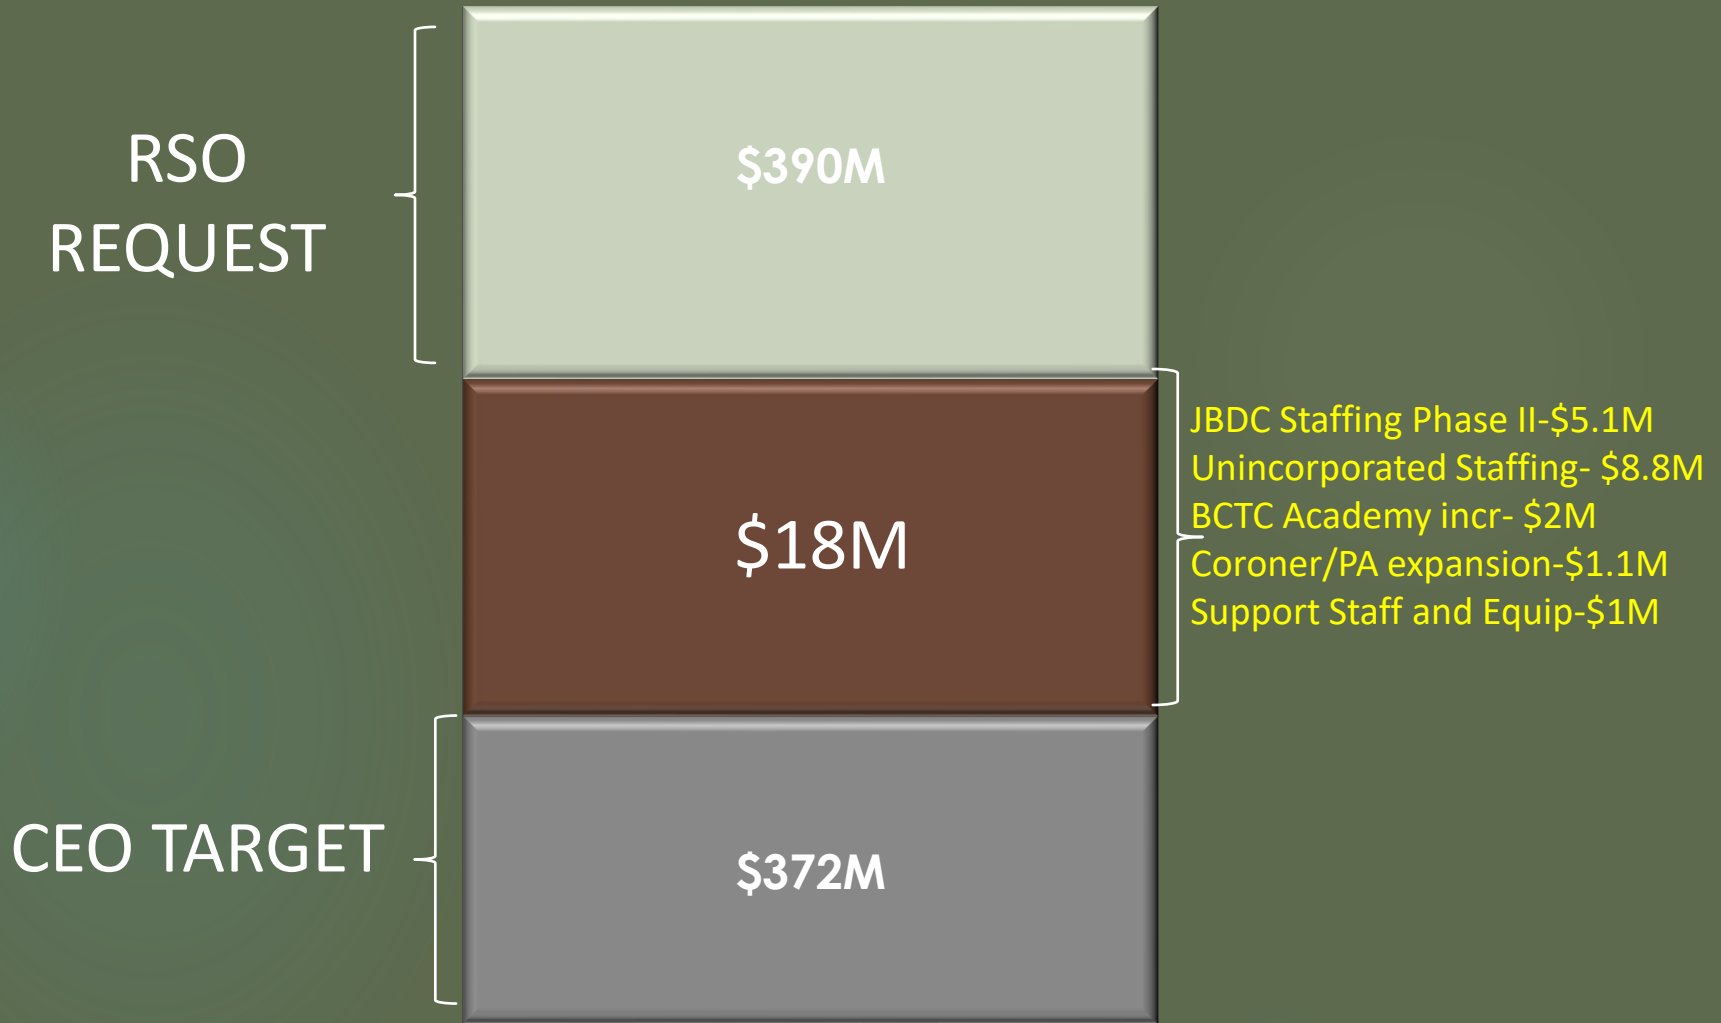 RSO
REQUEST
$390M
$18M
JBDC Staffing Phase II-$5.1M
Unincorporated Staffing- $8.8M
BCTC Academy incr- $2M
Coroner/PA expansion-$1.1M
Support Staff and Equip-$1M
CEO TARGET
$372M